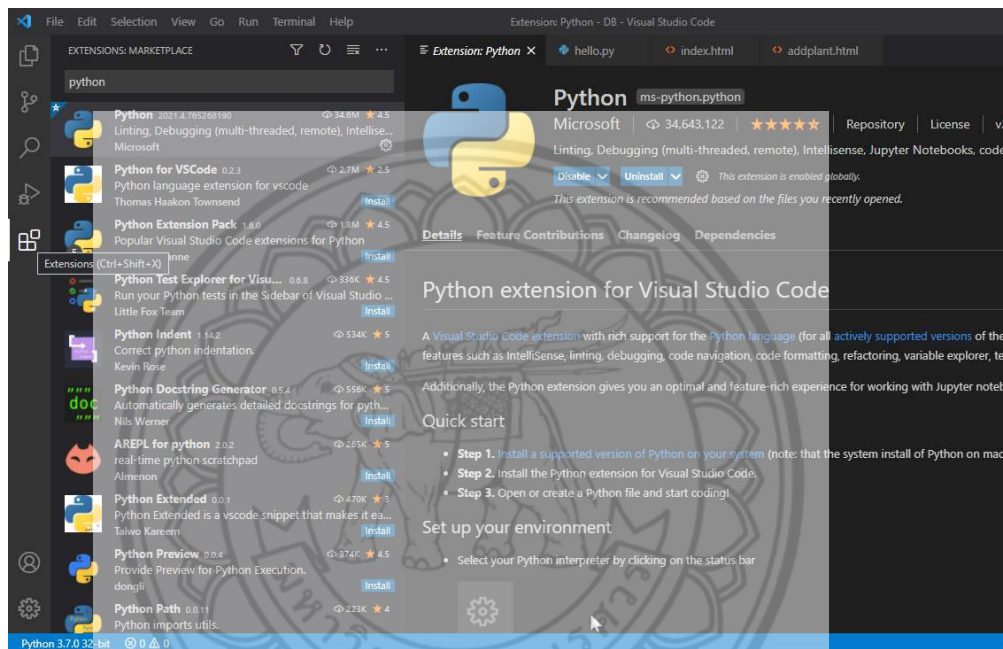 File Edit Selection View Go Run Terminal Help
Extension: Python - DB - Visual Studio Code
EXTENSIONS: MARKETPLACE
python
Python 2021.4.765268190 34.6M 4.5
Linting, Debugging (multi-threaded, remote), Intellise...
Microsoft
Python for VSCode 0.2.3 2.7M 2.5
Python language extension for vscode
Thomas Haakon Townsend Install
Python Extension Pack 1.6.0 1.8M 4.5
Popular Visual Studio Code extensions for Python
Install
Extensions (Ctrl+Shift+X)
Python Test Explorer for Visu... 0.6.8 336K 4.5
Run your Python tests in the Sidebar of Visual Studio ...
Little Fox Team Install
Python Indent 1.14.2 534K 5
Correct python indentation.
Kevin Rose Install
Python Docstring Generator 0.5.4 556K 5
Automatically generates detailed docstrings for pyth...
Nils Werner Install
AREPL for python 2.0.2 265K 5
real-time python scratchpad
Almenon Install
Python Extended 0.0.1 470K 3
Python Extended is a vscode snippet that makes it ea...
Taiwo Kareem Install
Python Preview 0.0.4 374K 4.5
Provide Preview for Python Execution.
dongli Install
Python Path 0.0.11 223K 4
Python imports utils.
Extension: Python hello.py index.html addplant.html
Python ms-python.python
Microsoft 34,643,122 Repository License
Linting, Debugging (multi-threaded, remote), Intellisense, Jupyter Notebooks, code
Disable Uninstall This extension is enabled globally.
This extension is recommended based on the files you recently opened.
Details Feature Contributions Changelog Dependencies
Python extension for Visual Studio Code
A Visual Studio Code extension with rich support for the Python language (for all actively supported versions of the
features such as IntelliSense, linting, debugging, code navigation, code formatting, refactoring, variable explorer, te
Additionally, the Python extension gives you an optimal and feature-rich experience for working with Jupyter noteb
Quick start
Step 1. Install a supported version of Python on your system (note: that the system install of Python on mac
Step 2. Install the Python extension for Visual Studio Code.
Step 3. Open or create a Python file and start coding!
Set up your environment
Select your Python interpreter by clicking on the status bar
Python 3.7.0 32-bit 0 0